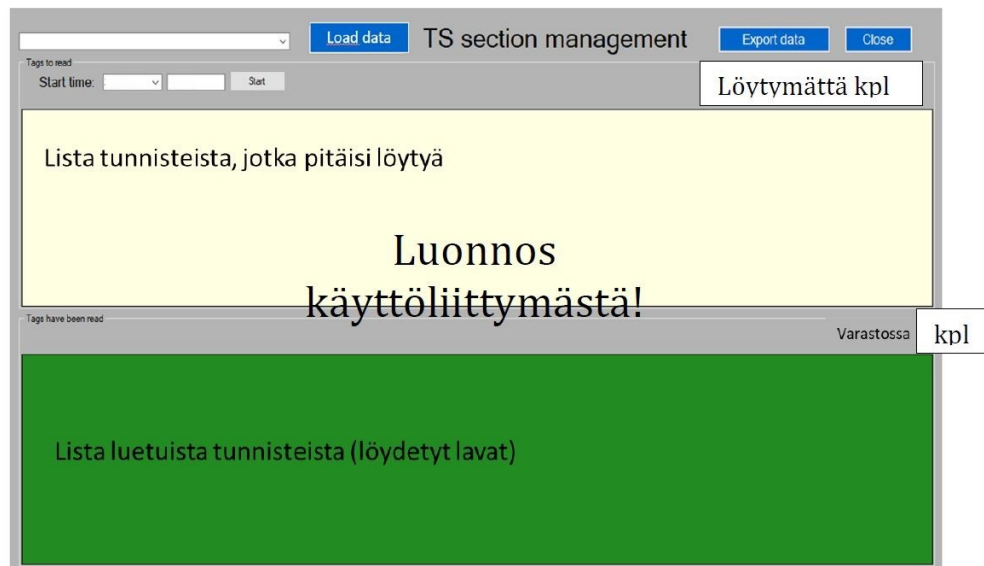 Load data
TS section management
Export data
Close
Tags to read
Start time:
Start
Löytymättä kpl
Lista tunnisteista, jotka pitäisi löytyä
Luonnos
käyttöliittymästä!
Tags have been read
Varastossa
kpl
Lista luetuista tunnisteista (löydetyt lavat)